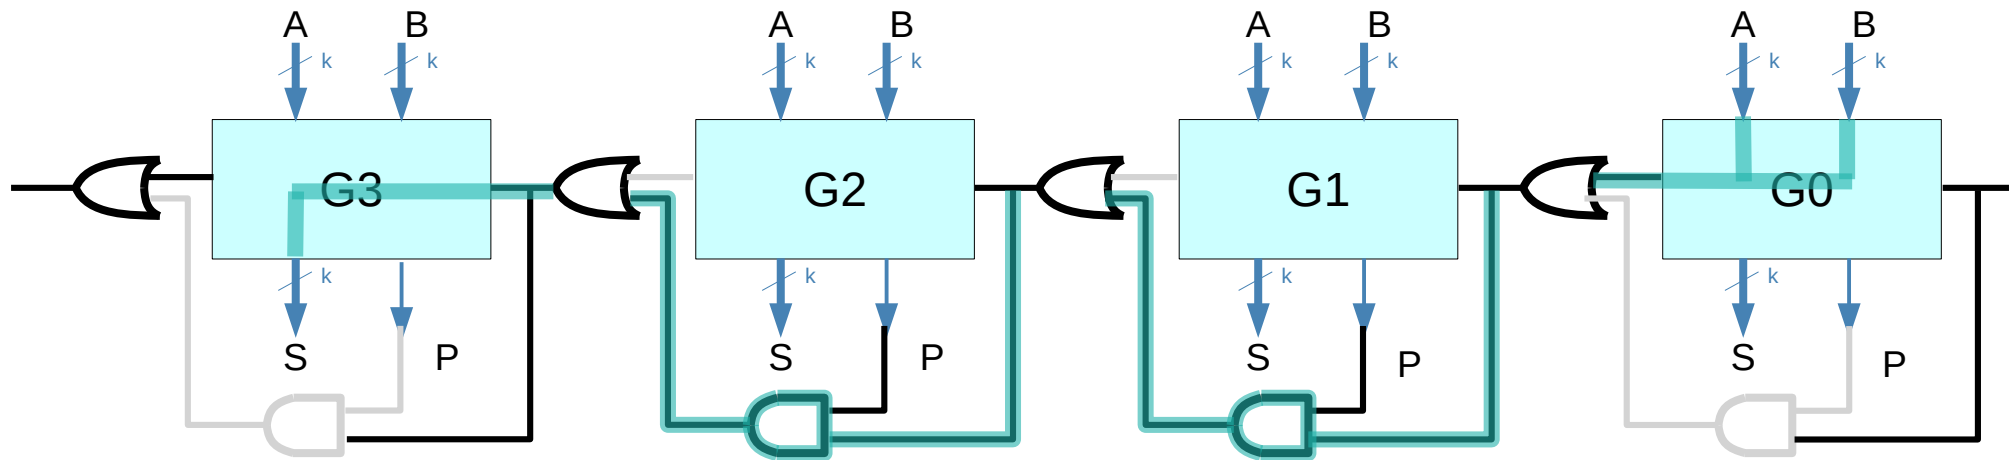 A B A B A B A B
k k k k k k k k
G3 G2 G1 G0
k k k k
S P S P S P S P